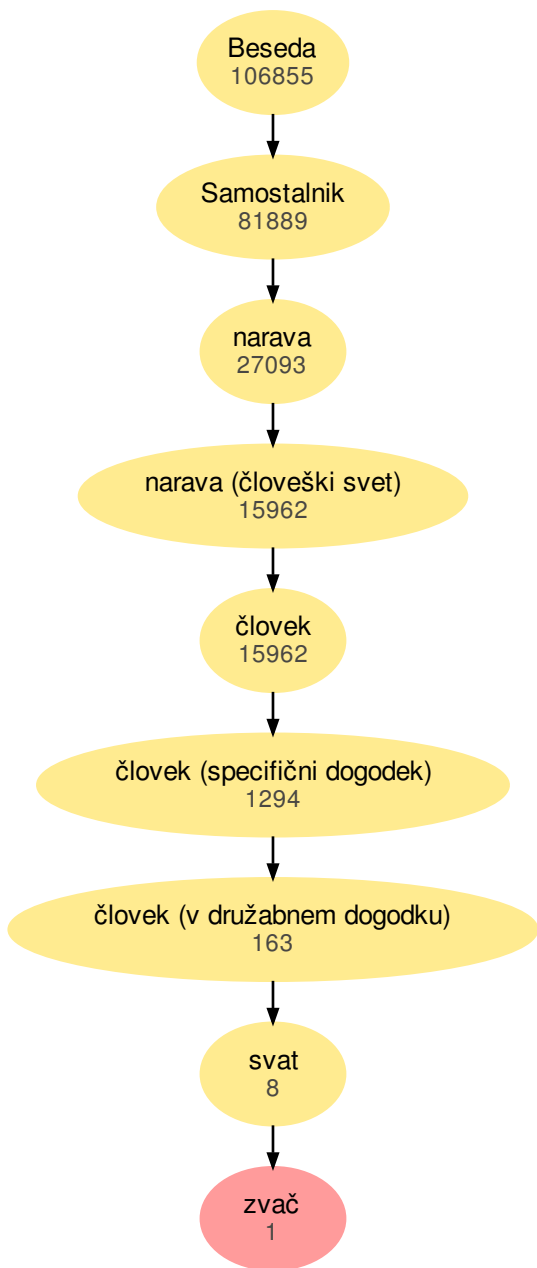 Beseda
106855
Samostalnik
81889
narava
27093
narava (človeški svet)
15962
človek
15962
človek (specifični dogodek)
1294
človek (v družabnem dogodku)
163
svat
8
zvač
1